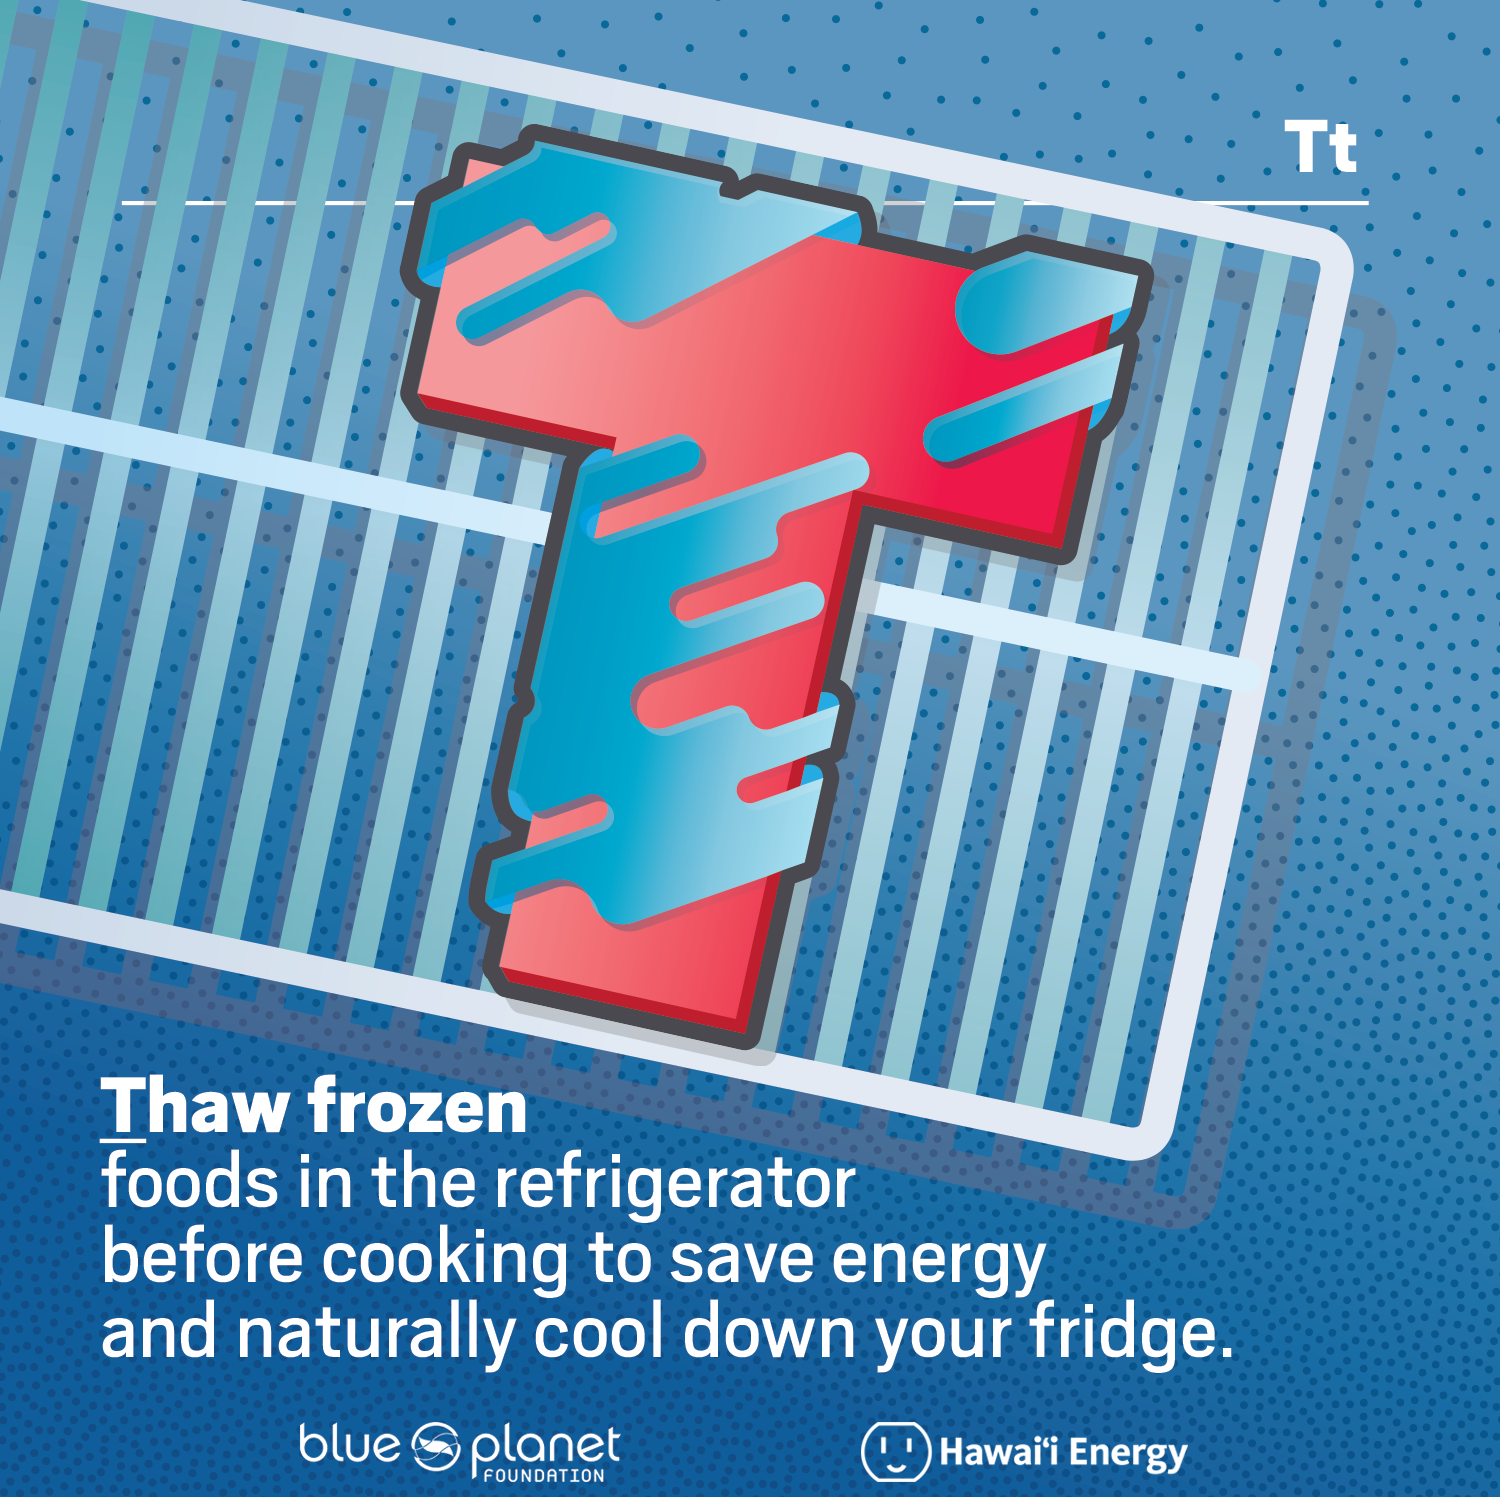 Tt
T
Thaw frozen
foods in the refrigerator
before cooking to save energy
and naturally cool down your fridge.
blue planet
FOUNDATION
Hawai‘i Energy